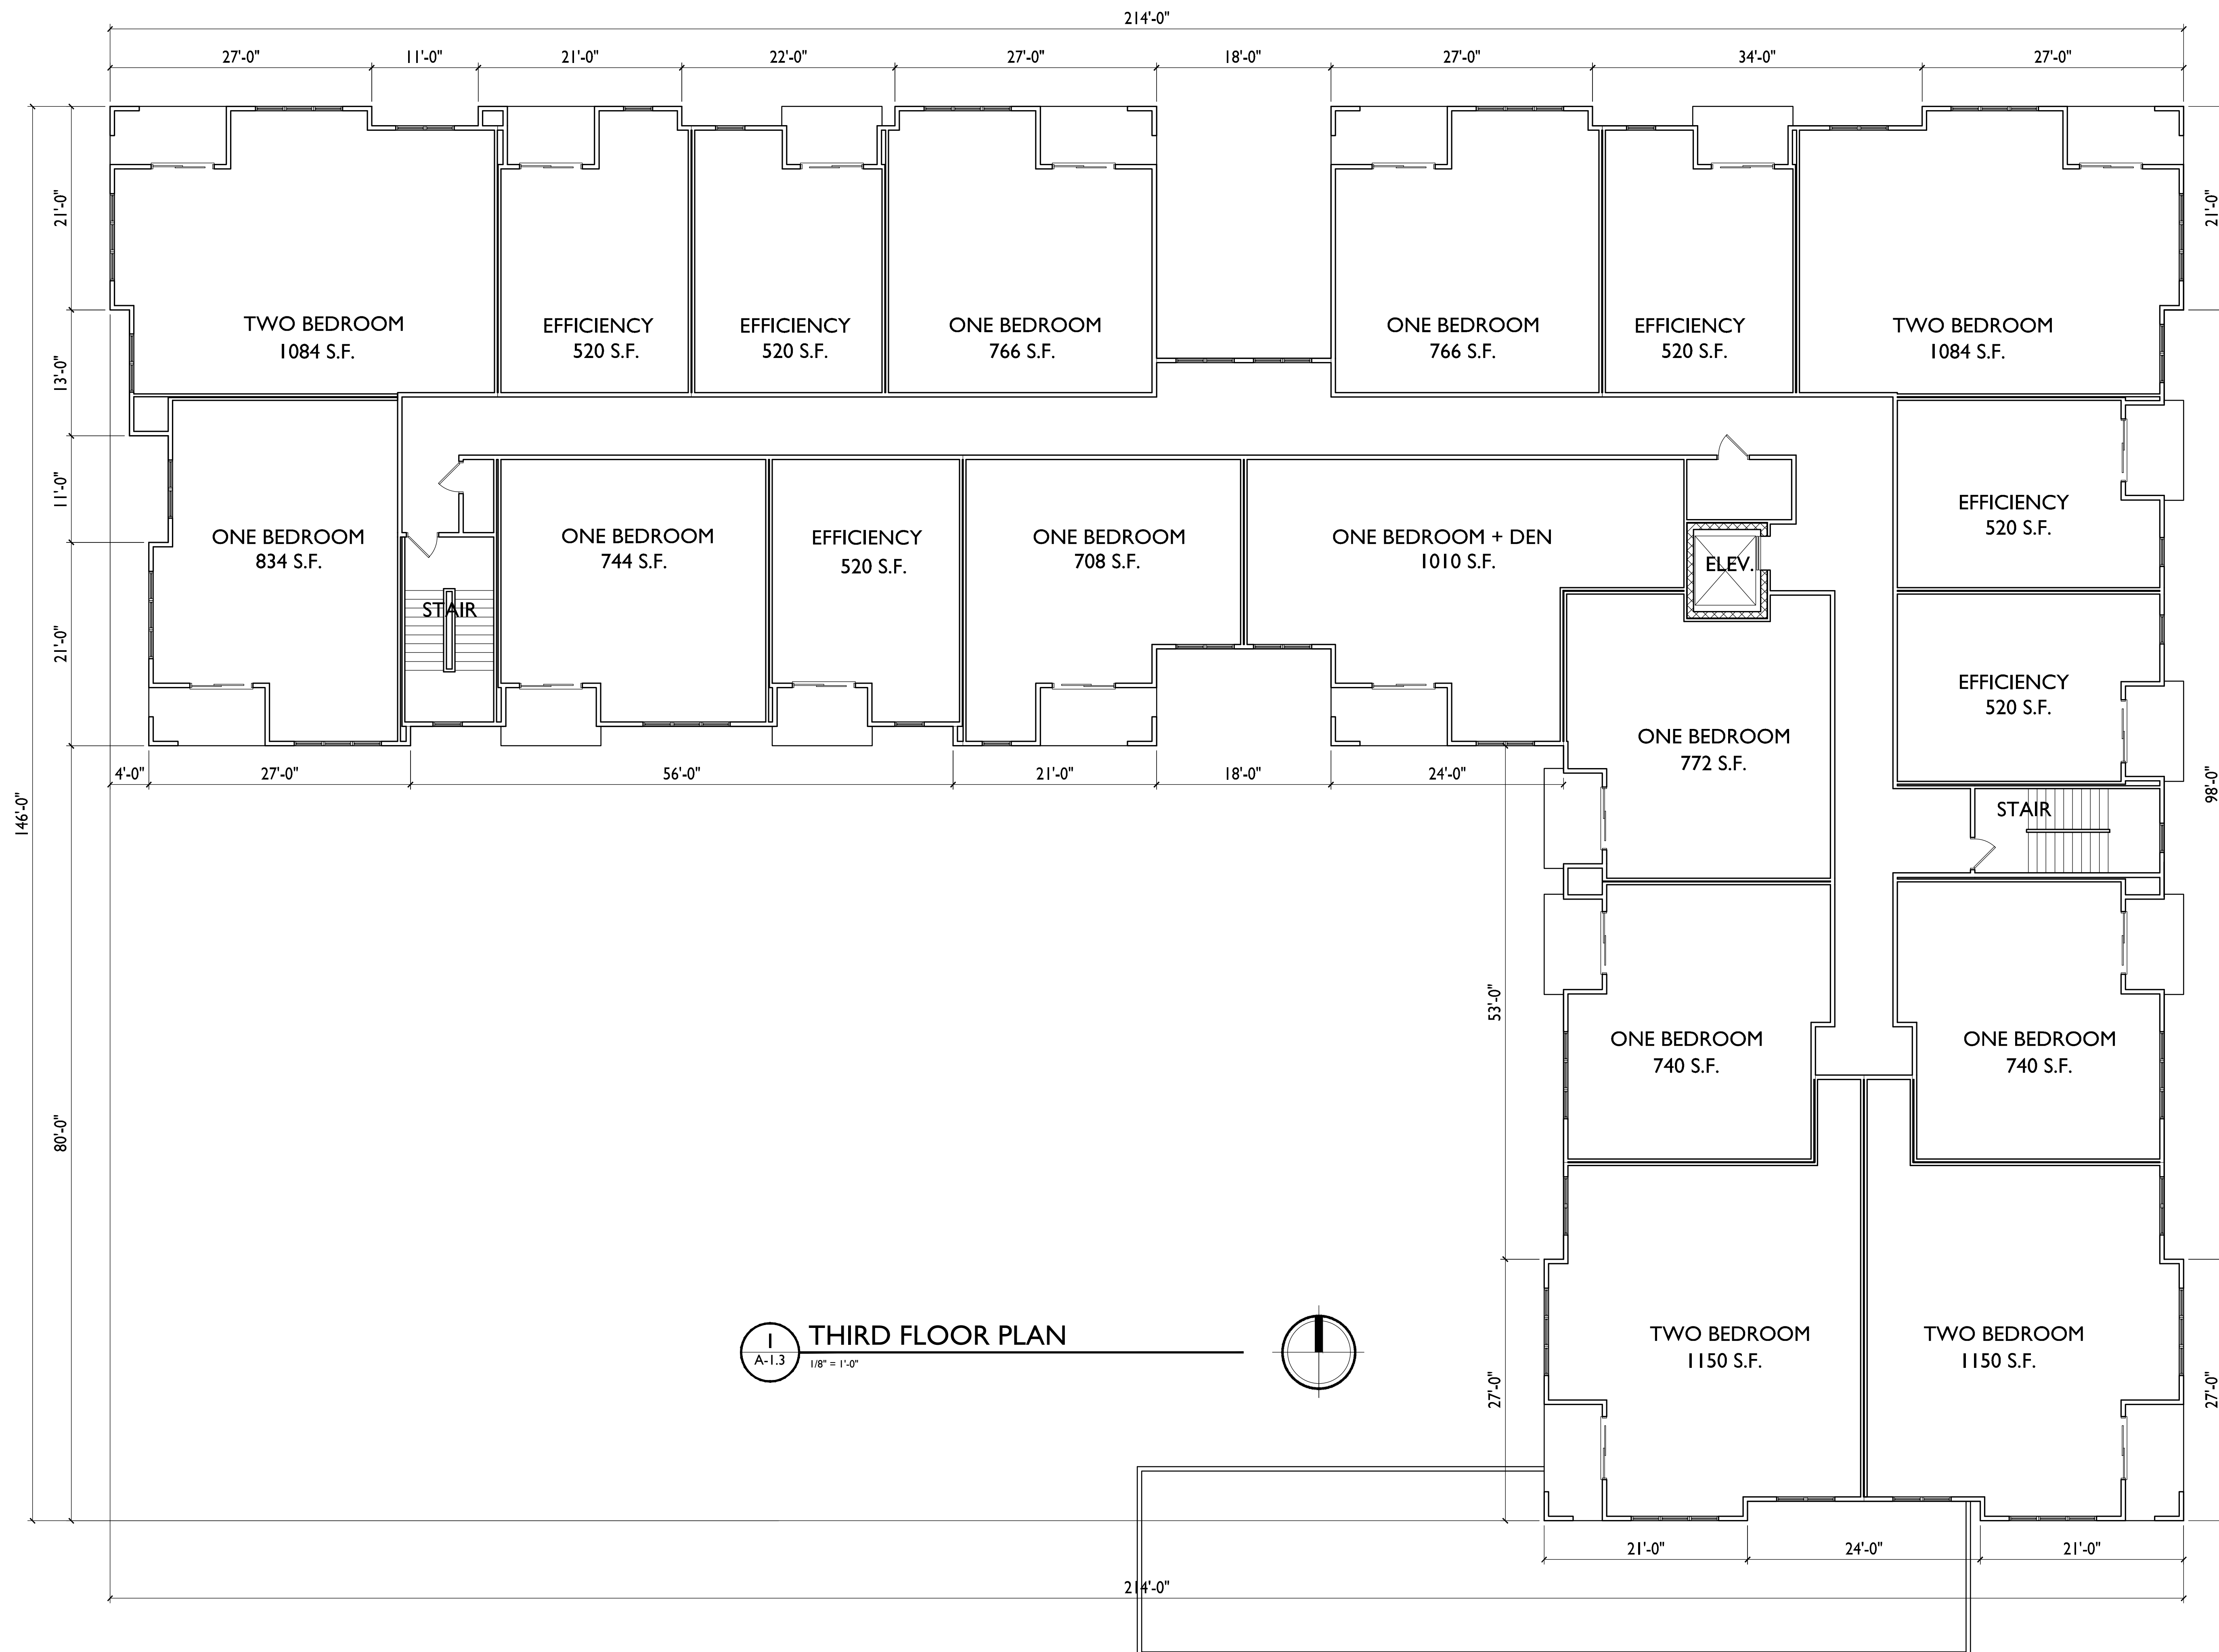 214'-0"
27'-0" 11'-0" 21'-0" 22'-0" 27'-0" 18'-0" 27'-0" 34'-0" 27'-0"
21'-0"
21'-0"
TWO BEDROOM
1084 S.F.
EFFICIENCY
520 S.F.
EFFICIENCY
520 S.F.
ONE BEDROOM
766 S.F.
ONE BEDROOM
766 S.F.
EFFICIENCY
520 S.F.
TWO BEDROOM
1084 S.F.
13'-0"
11'-0"
21'-0"
ONE BEDROOM
834 S.F.
STAIR
ONE BEDROOM
744 S.F.
EFFICIENCY
520 S.F.
ONE BEDROOM
708 S.F.
ONE BEDROOM + DEN
1010 S.F.
ELEV.
EFFICIENCY
520 S.F.
EFFICIENCY
520 S.F.
ONE BEDROOM
772 S.F.
4'-0" 27'-0" 56'-0" 21'-0" 18'-0" 24'-0"
146'-0"
98'-0"
STAIR
53'-0"
ONE BEDROOM
740 S.F.
ONE BEDROOM
740 S.F.
80'-0"
1
A-1.3
THIRD FLOOR PLAN
1/8" = 1'-0"
TWO BEDROOM
1150 S.F.
TWO BEDROOM
1150 S.F.
27'-0"
27'-0"
21'-0" 24'-0" 21'-0"
214'-0"